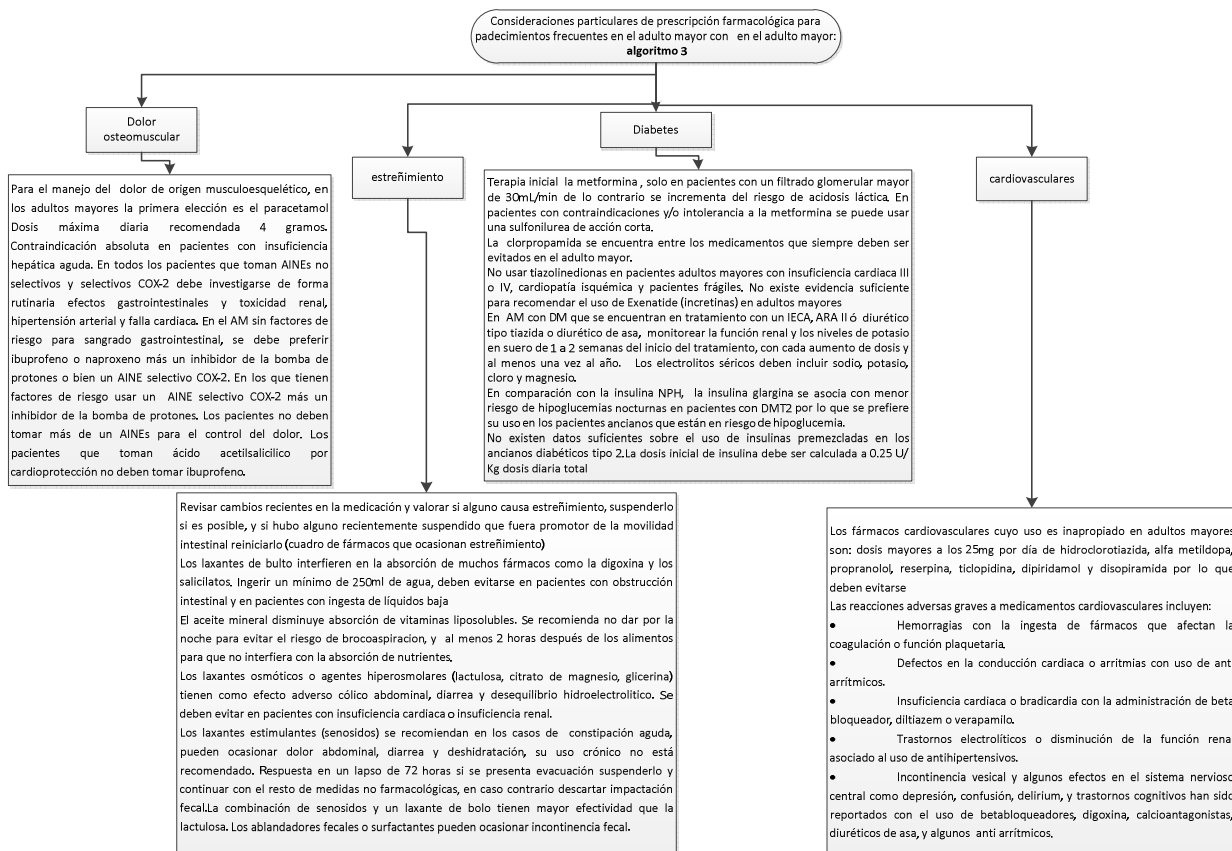 Consideraciones particulares de prescripción farmacológica para
padecimientos frecuentes en el adulto mayor con en el adulto mayor:
algoritmo 3
Dolor
osteomuscular
Para el manejo del dolor de origen musculoesquelético, en
los adultos mayores la primera elección es el paracetamol
Dosis máxima diaria recomendada 4 gramos.
Contraindicación absoluta en pacientes con insuficiencia
hepática aguda. En todos los pacientes que toman AINEs no
selectivos y selectivos COX-2 debe investigarse de forma
rutinaria efectos gastrointestinales y toxicidad renal,
hipertensión arterial y falla cardiaca. En el AM sin factores de
riesgo para sangrado gastrointestinal, se debe preferir
ibuprofeno o naproxeno más un inhibidor de la bomba de
protones o bien un AINE selectivo COX-2. En los que tienen
factores de riesgo usar un AINE selectivo COX-2 más un
inhibidor de la bomba de protones. Los pacientes no deben
tomar más de un AINEs para el control del dolor. Los
pacientes que toman ácido acetilsalicilico por
cardioprotección no deben tomar ibuprofeno.
estreñimiento
Revisar cambios recientes en la medicación y valorar si alguno causa estreñimiento, suspenderlo
si es posible, y si hubo alguno recientemente suspendido que fuera promotor de la movilidad
intestinal reiniciarlo (cuadro de fármacos que ocasionan estreñimiento)
Los laxantes de bulto interfieren en la absorción de muchos fármacos como la digoxina y los
salicilatos. Ingerir un mínimo de 250ml de agua, deben evitarse en pacientes con obstrucción
intestinal y en pacientes con ingesta de líquidos baja
El aceite mineral disminuye absorción de vitaminas liposolubles. Se recomienda no dar por la
noche para evitar el riesgo de brocoaspiracion, y al menos 2 horas después de los alimentos
para que no interfiera con la absorción de nutrientes.
Los laxantes osmóticos o agentes hiperosmolares (lactulosa, citrato de magnesio, glicerina)
tienen como efecto adverso cólico abdominal, diarrea y desequilibrio hidroelectrolítico. Se
deben evitar en pacientes con insuficiencia cardiaca o insuficiencia renal.
Los laxantes estimulantes (senosidos) se recomiendan en los casos de constipación aguda,
pueden ocasionar dolor abdominal, diarrea y deshidratación, su uso crónico no está
recomendado. Respuesta en un lapso de 72 horas si se presenta evacuación suspenderlo y
continuar con el resto de medidas no farmacológicas, en caso contrario descartar impactación
fecal.La combinación de senosidos y un laxante de bolo tienen mayor efectividad que la
lactulosa. Los ablandadores fecales o surfactantes pueden ocasionar incontinencia fecal.
Diabetes
Terapia inicial la metformina , solo en pacientes con un filtrado glomerular mayor
de 30mL/min de lo contrario se incrementa del riesgo de acidosis láctica. En
pacientes con contraindicaciones y/o intolerancia a la metformina se puede usar
una sulfonilurea de acción corta.
La clorpropamida se encuentra entre los medicamentos que siempre deben ser
evitados en el adulto mayor.
No usar tiazolinedionas en pacientes adultos mayores con insuficiencia cardiaca III
o IV, cardiopatía isquémica y pacientes frágiles. No existe evidencia suficiente
para recomendar el uso de Exenatide (incretinas) en adultos mayores
En AM con DM que se encuentran en tratamiento con un IECA, ARA II ó diurético
tipo tiazida o diurético de asa, monitorear la función renal y los niveles de potasio
en suero de 1 a 2 semanas del inicio del tratamiento, con cada aumento de dosis y
al menos una vez al año. Los electrolitos séricos deben incluir sodio, potasio,
cloro y magnesio.
En comparación con la insulina NPH, la insulina glargina se asocia con menor
riesgo de hipoglucemias nocturnas en pacientes con DMT2 por lo que se prefiere
su uso en los pacientes ancianos que están en riesgo de hipoglucemia.
No existen datos suficientes sobre el uso de insulinas premezcladas en los
ancianos diabéticos tipo 2.La dosis inicial de insulina debe ser calculada a 0.25 U/
Kg dosis diaria total
cardiovasculares
Los fármacos cardiovasculares cuyo uso es inapropiado en adultos mayores
son: dosis mayores a los 25mg por día de hidroclorotiazida, alfa metildopa,
propranolol, reserpina, ticlopidina, dipiridamol y disopiramida por lo que
deben evitarse
Las reacciones adversas graves a medicamentos cardiovasculares incluyen:
• Hemorragias con la ingesta de fármacos que afectan la
coagulación o función plaquetaria.
• Defectos en la conducción cardiaca o arritmias con uso de anti
arrítmicos.
• Insuficiencia cardiaca o bradicardia con la administración de beta
bloqueador, diltiazem o verapamilo.
• Trastornos electrolíticos o disminución de la función rena
asociado al uso de antihipertensivos.
• Incontinencia vesical y algunos efectos en el sistema nervioso
central como depresión, confusión, delirium, y trastornos cognitivos han sido
reportados con el uso de betabloqueadores, digoxina, calcioantagonistas,
diuréticos de asa, y algunos anti arrítmicos.